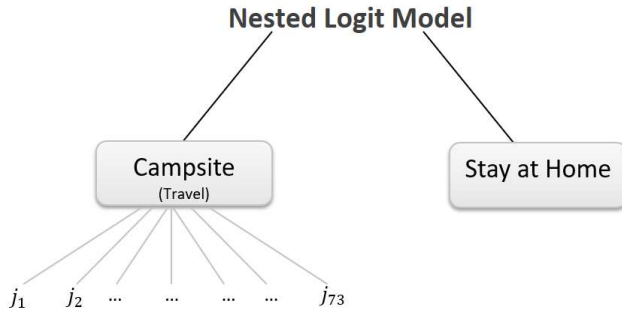 Nested Logit Model
Campsite
(Travel)
Stay at Home
j₁ j₂ ... ... ... ... j₇₃